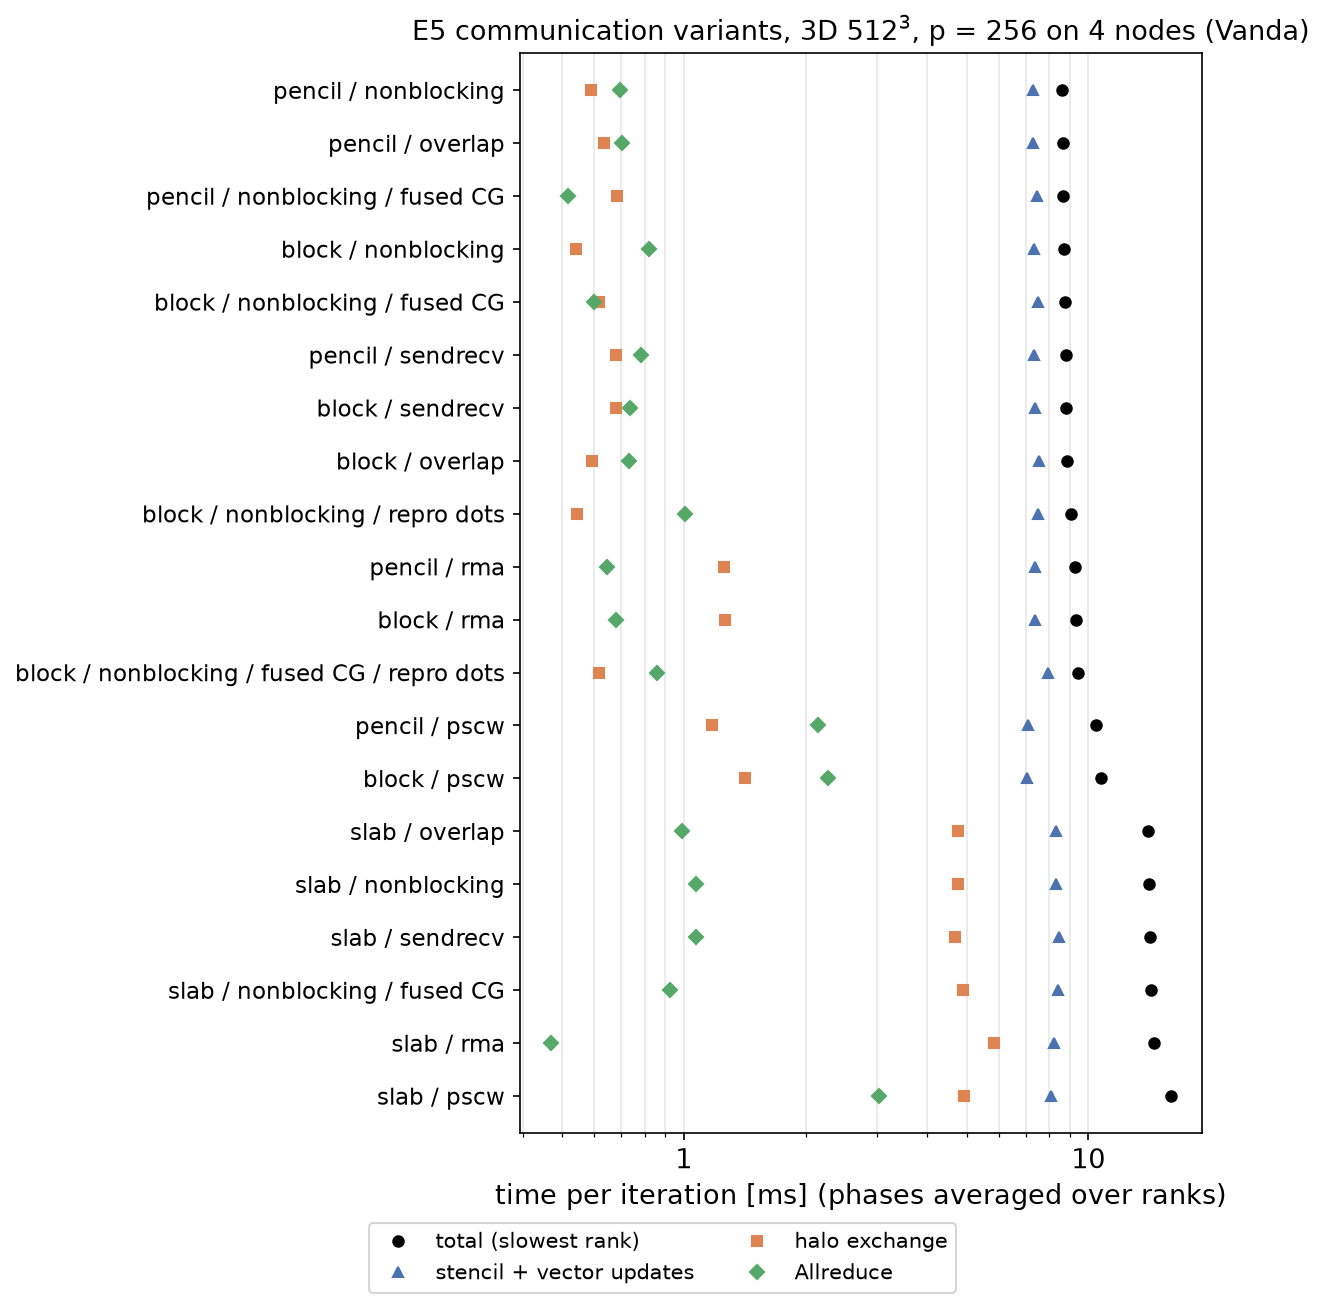 E5 communication variants, 3D 512³, p = 256 on 4 nodes (Vanda)
pencil / nonblocking
pencil / overlap
pencil / nonblocking / fused CG
block / nonblocking
block / nonblocking / fused CG
pencil / sendrecv
block / sendrecv
block / overlap
block / nonblocking / repro dots
pencil / rma
block / rma
block / nonblocking / fused CG / repro dots
pencil / pscw
block / pscw
slab / overlap
slab / nonblocking
slab / sendrecv
slab / nonblocking / fused CG
slab / rma
slab / pscw
1 10
time per iteration [ms] (phases averaged over ranks)
total (slowest rank)
stencil + vector updates
halo exchange
Allreduce